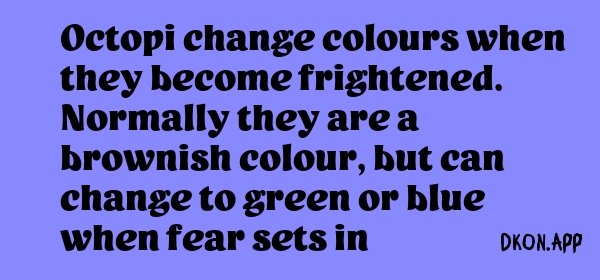 Octopi change colours when
they become frightened.
Normally they are a
brownish colour, but can
change to green or blue
when fear sets in
DKON.APP